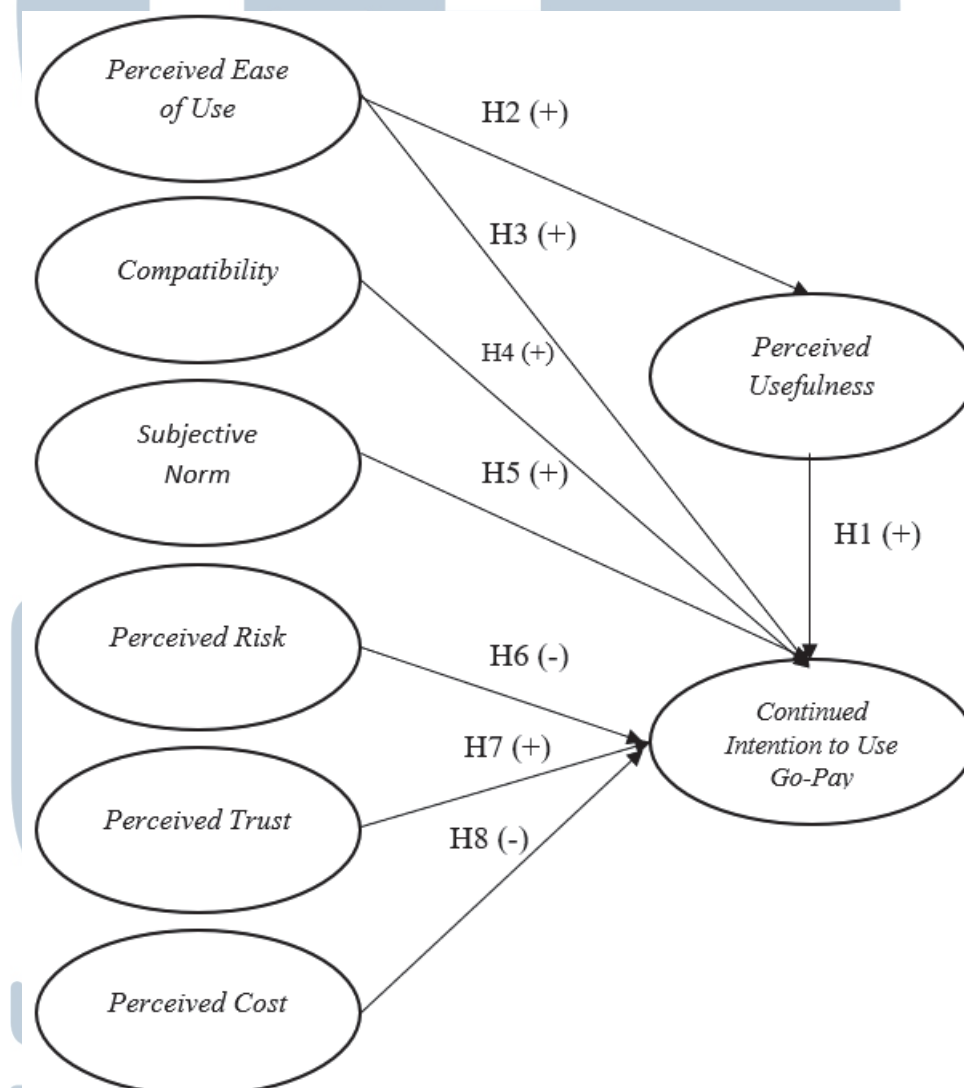 Perceived Ease
of Use
H2 (+)
H3 (+)
Compatibility
H4 (+)
Perceived
Usefulness
Subjective
Norm
H5 (+)
H1 (+)
Perceived Risk
H6 (-)
Continued
Intention to Use
Go-Pay
H7 (+)
Perceived Trust
H8 (-)
Perceived Cost